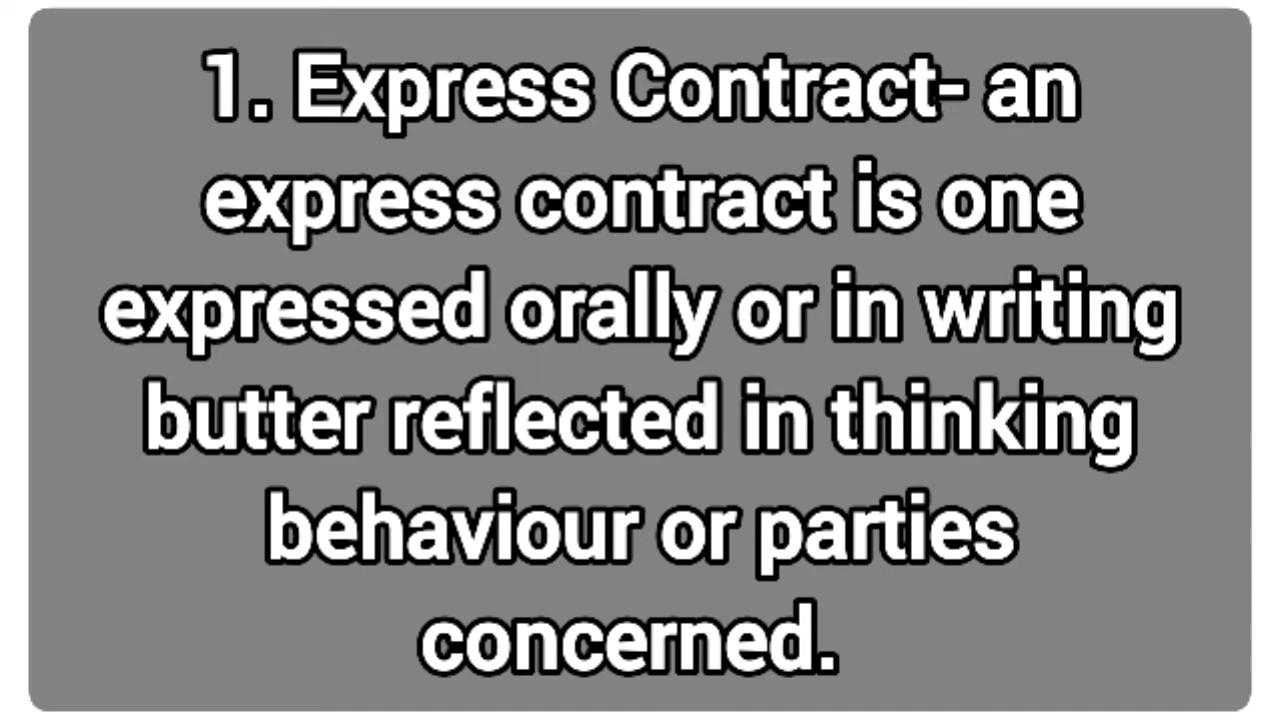 1. Express Contract- an
express contract is one
expressed orally or in writing
butter reflected in thinking
behaviour or parties
concerned.